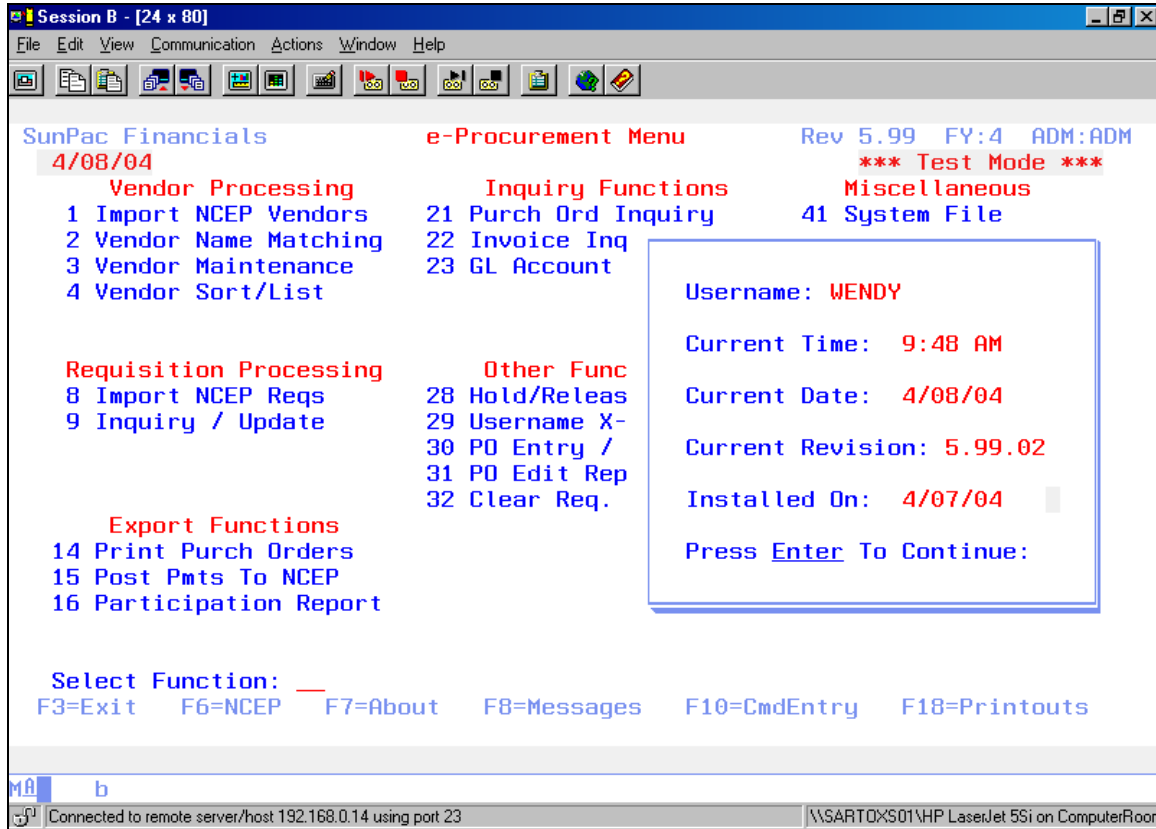 Session B - [24 x 80]
File Edit View Communication Actions Window Help
SunPac Financials e-Procurement Menu Rev 5.99 FY:4 ADM:ADM
4/08/04 *** Test Mode ***
Vendor Processing Inquiry Functions Miscellaneous
1 Import NCEP Vendors 21 Purch Ord Inquiry 41 System File
2 Vendor Name Matching 22 Invoice Inq
3 Vendor Maintenance 23 GL Account
4 Vendor Sort/List
Username: WENDY
Current Time: 9:48 AM
Requisition Processing Other Func
8 Import NCEP Reqs 28 Hold/Releas Current Date: 4/08/04
9 Inquiry / Update 29 Username X-
30 PO Entry / Current Revision: 5.99.02
31 PO Edit Rep
32 Clear Req. Installed On: 4/07/04
Export Functions
14 Print Purch Orders Press Enter To Continue:
15 Post Pmts To NCEP
16 Participation Report
Select Function: __
F3=Exit F6=NCEP F7=About F8=Messages F10=CmdEntry F18=Printouts
MA b
Connected to remote server/host 192.168.0.14 using port 23 \\SARTOXS01\HP LaserJet 5Si on ComputerRoor